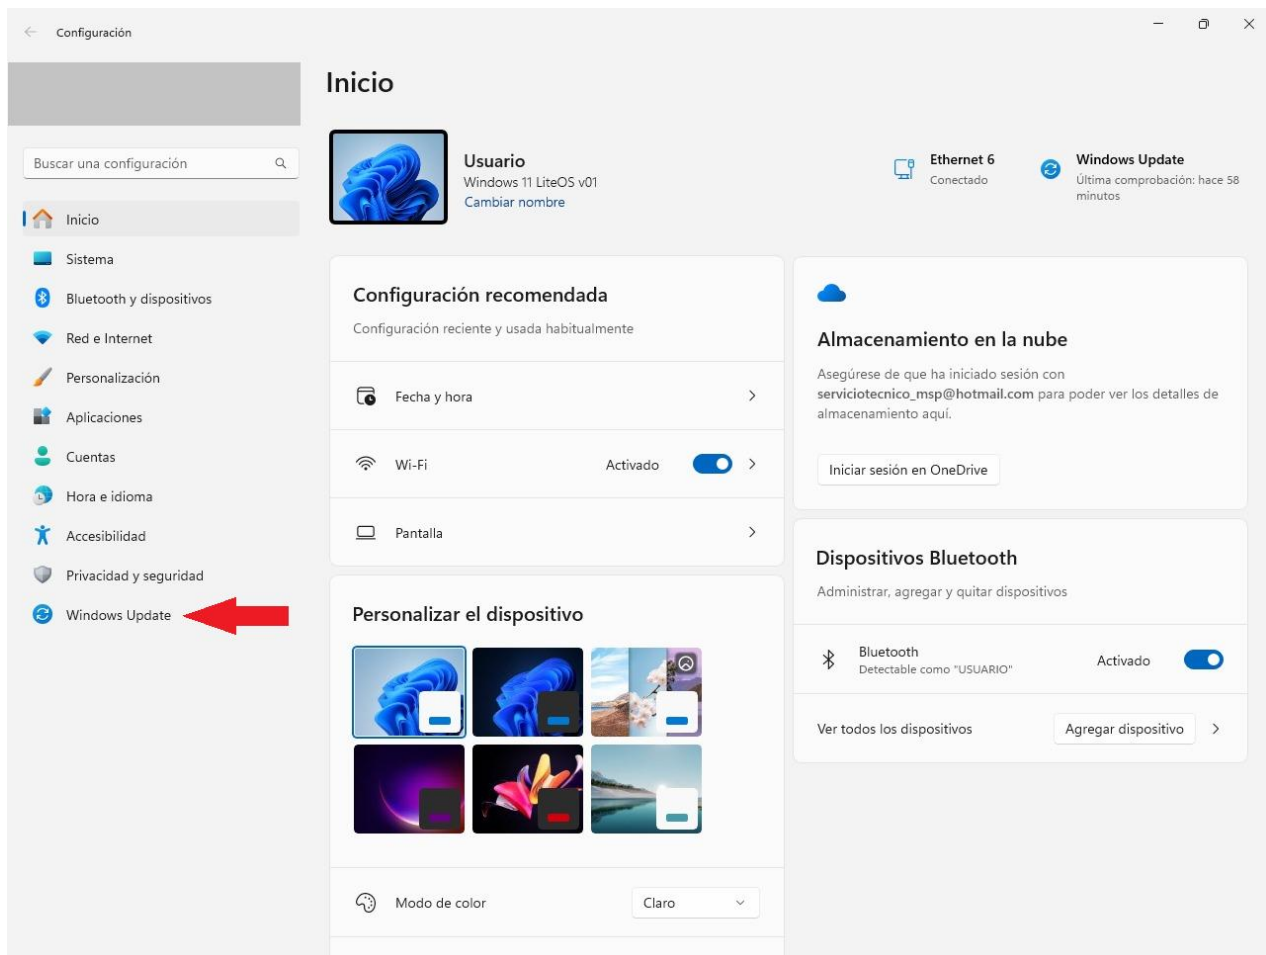 Configuración
Inicio
Buscar una configuración
Inicio
Sistema
Bluetooth y dispositivos
Red e Internet
Personalización
Aplicaciones
Cuentas
Hora e idioma
Accesibilidad
Privacidad y seguridad
Windows Update
Usuario
Windows 11 LiteOS v01
Cambiar nombre
Ethernet 6
Conectado
Windows Update
Última comprobación: hace 58
minutos
Configuración recomendada
Configuración reciente y usada habitualmente
Fecha y hora
Wi-Fi Activado
Pantalla
Personalizar el dispositivo
Modo de color Claro
Almacenamiento en la nube
Asegúrese de que ha iniciado sesión con
serviciotecnico_msp@hotmail.com para poder ver los detalles de
almacenamiento aquí.
Iniciar sesión en OneDrive
Dispositivos Bluetooth
Administrar, agregar y quitar dispositivos
Bluetooth
Detectable como "USUARIO"
Activado
Ver todos los dispositivos Agregar dispositivo